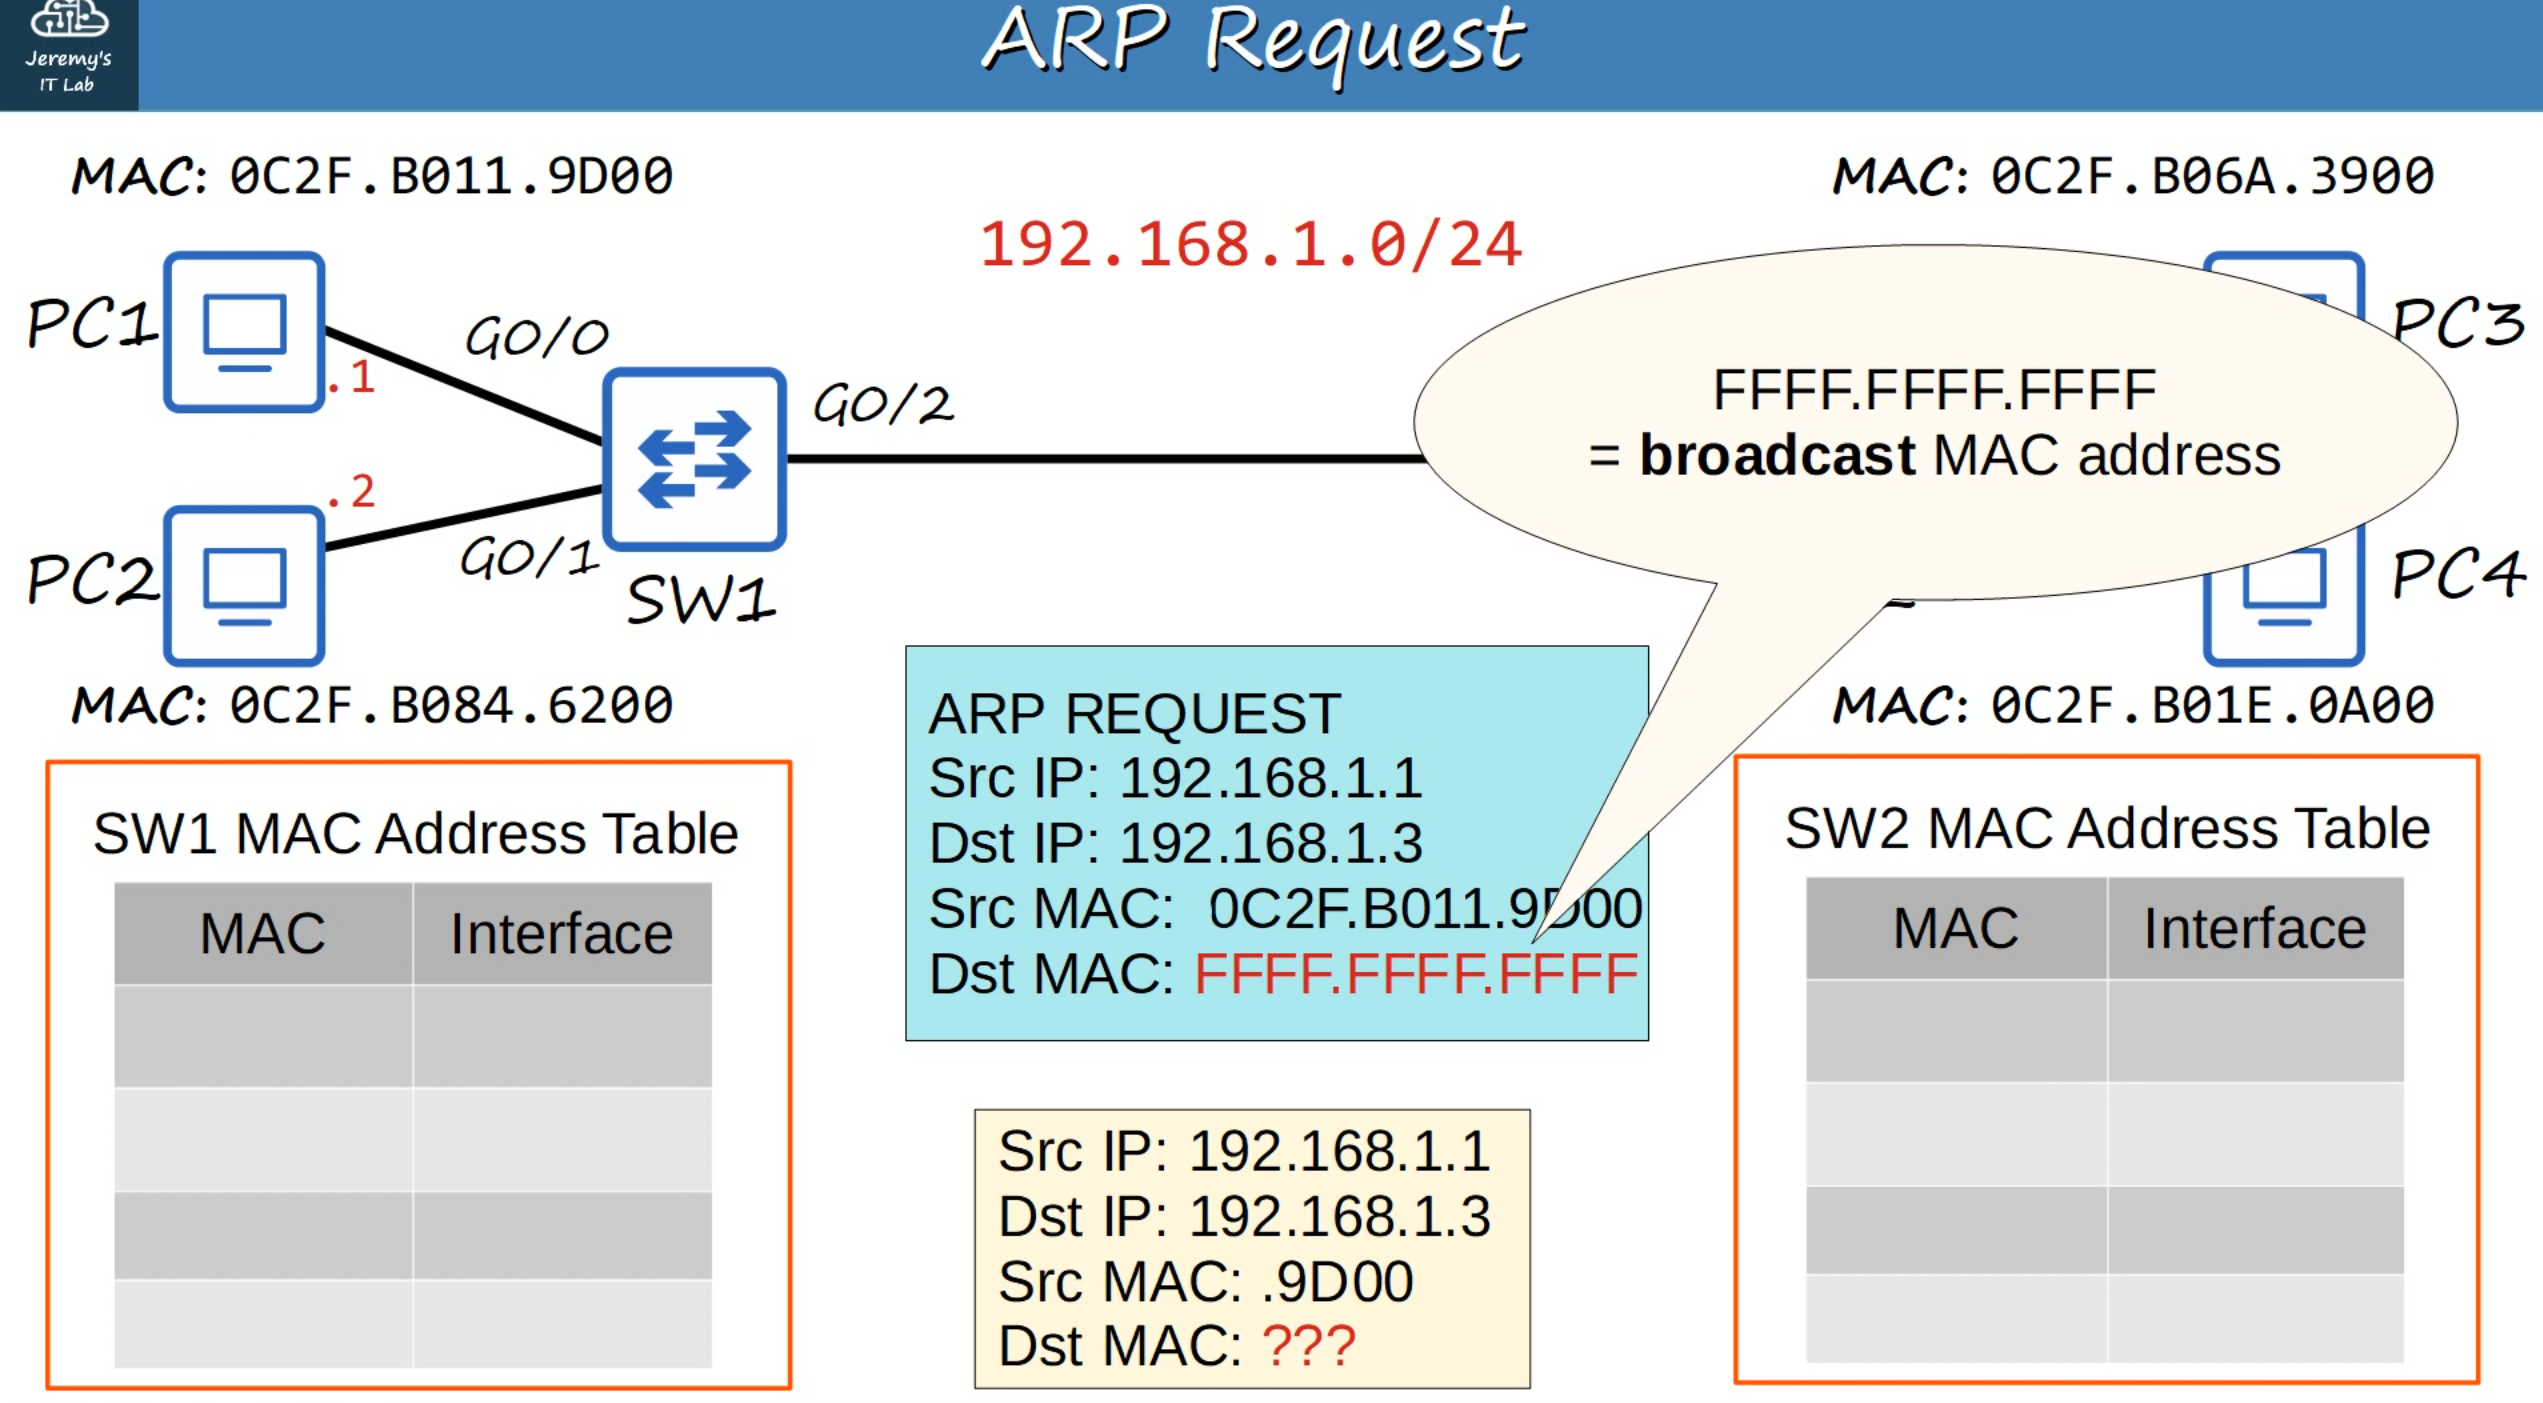 Jeremy's
IT Lab
ARP Request
MAC: 0C2F.B011.9D00
MAC: 0C2F.B06A.3900
192.168.1.0/24
PC1
.1
G0/0
G0/2
PC3
FFFF.FFFF.FFFF
= broadcast MAC address
.2
PC2
G0/1
SW1
PC4
MAC: 0C2F.B084.6200
MAC: 0C2F.B01E.0A00
ARP REQUEST
Src IP: 192.168.1.1
Dst IP: 192.168.1.3
Src MAC: 0C2F.B011.9D00
Dst MAC: FFFF.FFFF.FFFF
SW1 MAC Address Table
MAC Interface
SW2 MAC Address Table
MAC Interface
Src IP: 192.168.1.1
Dst IP: 192.168.1.3
Src MAC: .9D00
Dst MAC: ???